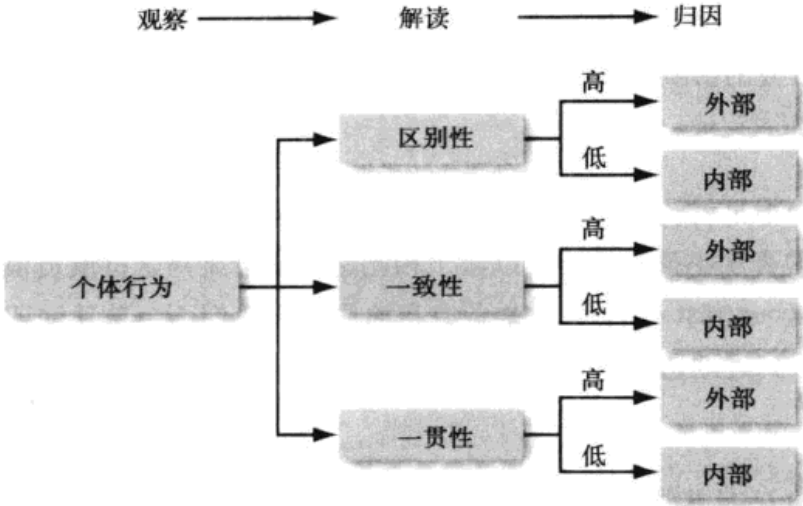 观察 解读 归因
高 外部
区别性
低 内部
高 外部
个体行为 一致性
低 内部
高 外部
一贯性
低 内部